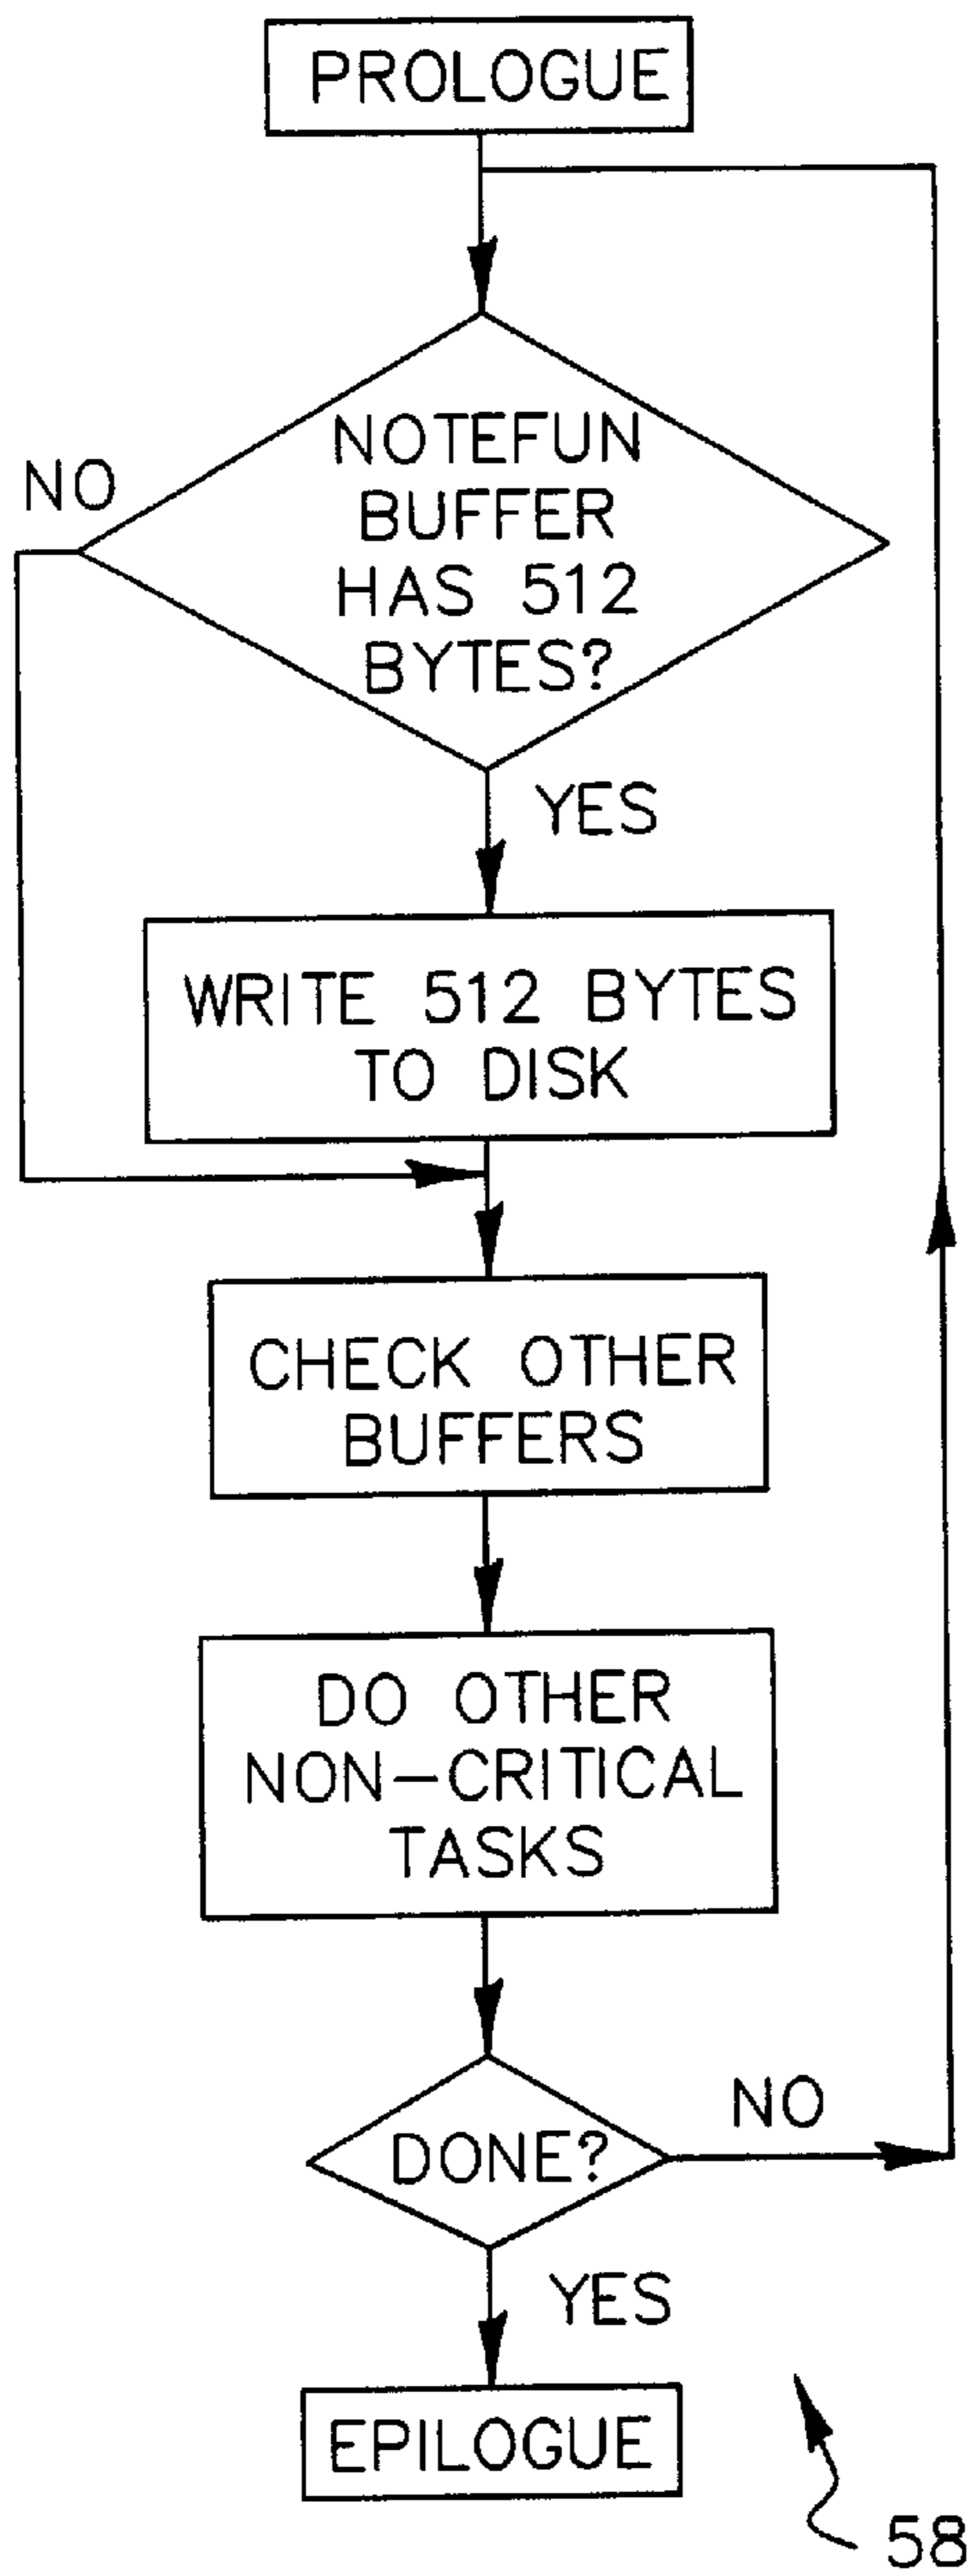 PROLOGUE
NOTEFUN
BUFFER
HAS 512
BYTES?
NO
YES
WRITE 512 BYTES
TO DISK
CHECK OTHER
BUFFERS
DO OTHER
NON-CRITICAL
TASKS
DONE?
NO
YES
EPILOGUE
58